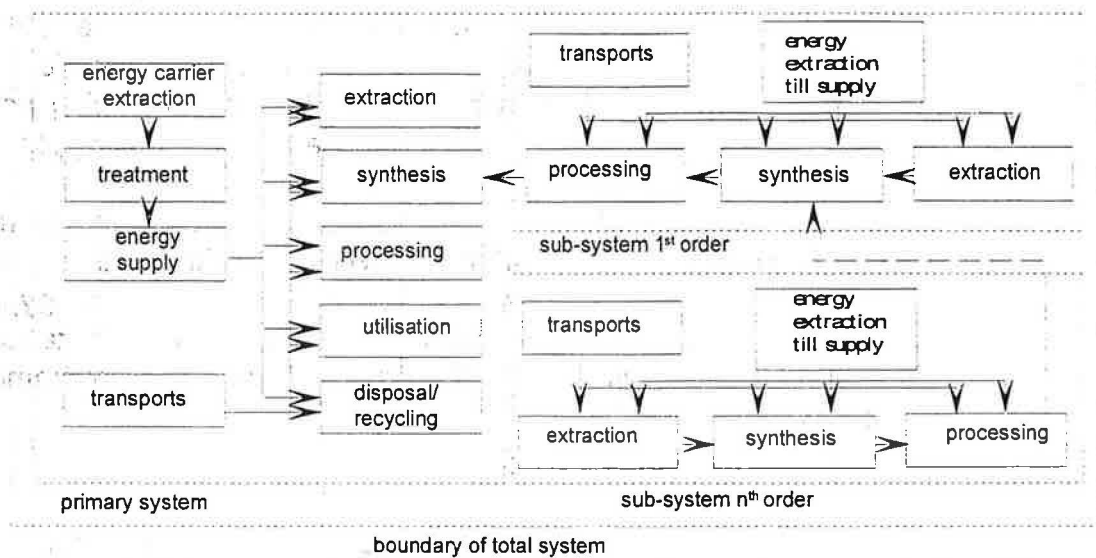 energy carrier
extraction
treatment
energy
supply
transports
extraction
synthesis
processing
utilisation
disposal/
recycling
primary system
transports
energy
extraction
till supply
processing
synthesis
extraction
sub-system 1st order
transports
energy
extraction
till supply
extraction
synthesis
processing
sub-system nth order
boundary of total system